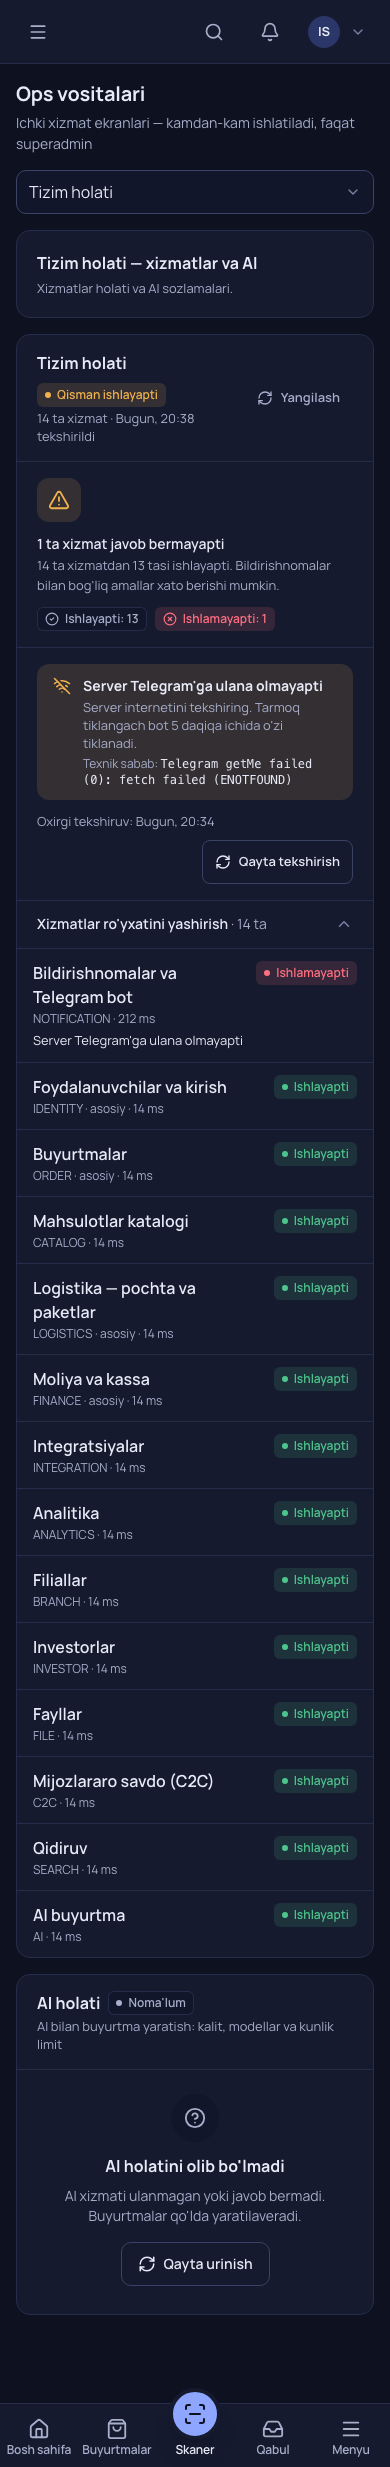 IS
Ops vositalari
Ichki xizmat ekranlari — kamdan-kam ishlatiladi, faqat
superadmin
Tizim holati
Tizim holati — xizmatlar va AI
Xizmatlar holati va AI sozlamalari.
Tizim holati
Qisman ishlayapti
14 ta xizmat · Bugun, 20:38
tekshirildi
Yangilash
1 ta xizmat javob bermayapti
14 ta xizmatdan 13 tasi ishlayapti. Bildirishnomalar
bilan bog'liq amallar xato berishi mumkin.
Ishlayapti: 13
Ishlamayapti: 1
Server Telegram'ga ulana olmayapti
Server internetini tekshiring. Tarmoq
tiklangach bot 5 daqiqa ichida o'zi
tiklanadi.
Texnik sabab: Telegram getMe failed
(0): fetch failed (ENOTFOUND)
Oxirgi tekshiruv: Bugun, 20:34
Qayta tekshirish
Xizmatlar ro'yxatini yashirish · 14 ta
Bildirishnomalar va
Telegram bot
Ishlamayapti
NOTIFICATION · 212 ms
Server Telegram'ga ulana olmayapti
Foydalanuvchilar va kirish
Ishlayapti
IDENTITY · asosiy · 14 ms
Buyurtmalar
Ishlayapti
ORDER · asosiy · 14 ms
Mahsulotlar katalogi
Ishlayapti
CATALOG · 14 ms
Logistika — pochta va
paketlar
Ishlayapti
LOGISTICS · asosiy · 14 ms
Moliya va kassa
Ishlayapti
FINANCE · asosiy · 14 ms
Integratsiyalar
Ishlayapti
INTEGRATION · 14 ms
Analitika
Ishlayapti
ANALYTICS · 14 ms
Filiallar
Ishlayapti
BRANCH · 14 ms
Investorlar
Ishlayapti
INVESTOR · 14 ms
Fayllar
Ishlayapti
FILE · 14 ms
Mijozlararo savdo (C2C)
Ishlayapti
C2C · 14 ms
Qidiruv
Ishlayapti
SEARCH · 14 ms
AI buyurtma
Ishlayapti
AI · 14 ms
AI holati
Noma'lum
AI bilan buyurtma yaratish: kalit, modellar va kunlik
limit
AI holatini olib bo'lmadi
AI xizmati ulanmagan yoki javob bermadi.
Buyurtmalar qo'lda yaratilaveradi.
Qayta urinish
Bosh sahifa
Buyurtmalar
Skaner
Qabul
Menyu